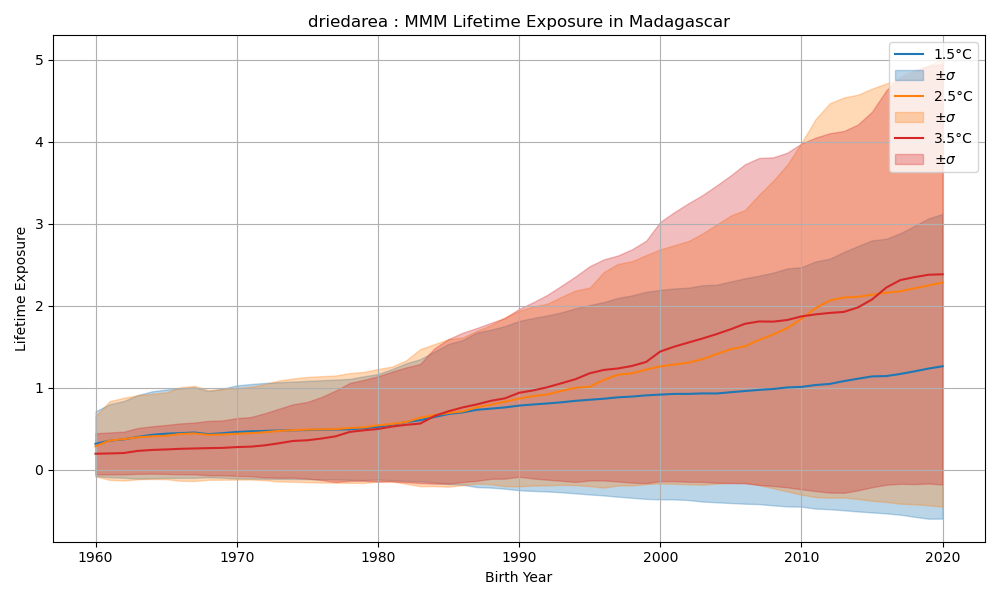 driedarea : MMM Lifetime Exposure in Madagascar
Lifetime Exposure
5
4
3
2
1
0
1.5°C
±σ
2.5°C
±σ
3.5°C
±σ
1960 1970 1980 1990 2000 2010 2020
Birth Year